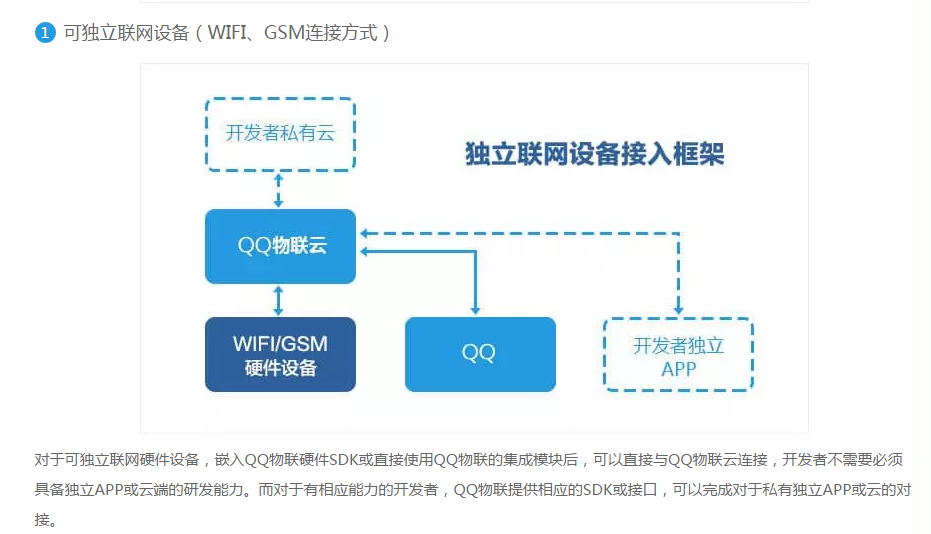 1 可独立联网设备（WIFI、GSM连接方式）
开发者私有云
独立联网设备接入框架
QQ物联云
WIFI/GSM
硬件设备
QQ
开发者独立
APP
对于可独立联网硬件设备，嵌入QQ物联硬件SDK或直接使用QQ物联的集成模块后，可以直接与QQ物联云连接，开发者不需要必须
具备独立APP或云端的研发能力。而对于有相应能力的开发者，QQ物联提供相应的SDK或接口，可以完成对于私有独立APP或云的对
接。